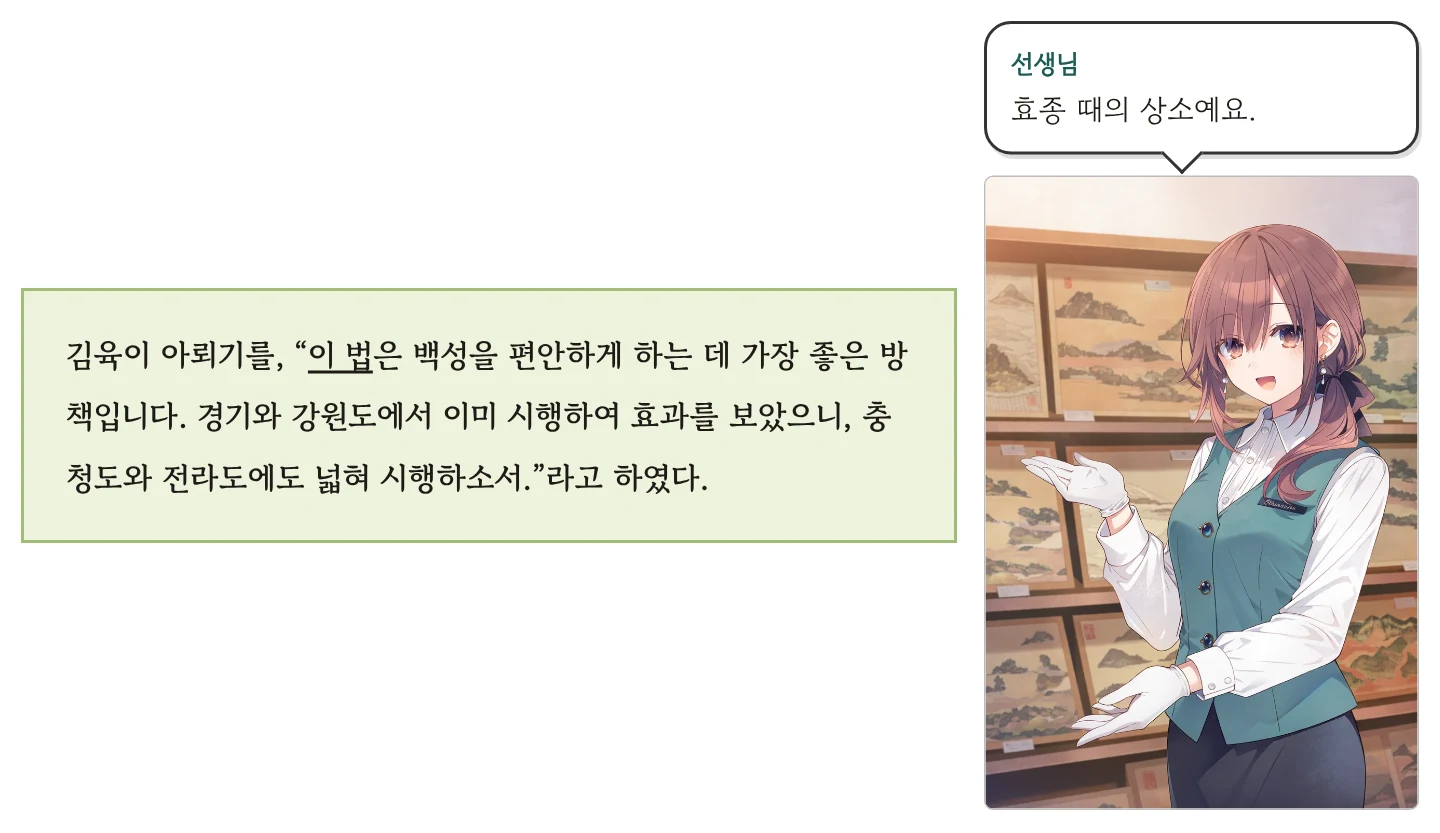 선생님
효종 때의 상소예요.
김육이 아뢰기를, “이 법은 백성을 편안하게 하는 데 가장 좋은 방
책입니다. 경기와 강원도에서 이미 시행하여 효과를 보았으니, 충
청도와 전라도에도 넓혀 시행하소서.”라고 하였다.